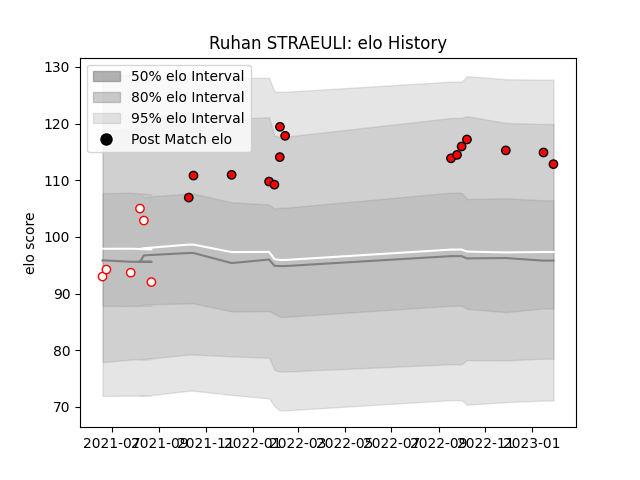 Ruhan STRAEULI: elo History
130
120
110
100
90
80
70
elo score
50% elo Interval
80% elo Interval
95% elo Interval
Post Match elo
2021-07
2021-09
2021-11
2022-01
2022-03
2022-05
2022-07
2022-09
2022-11
2023-01